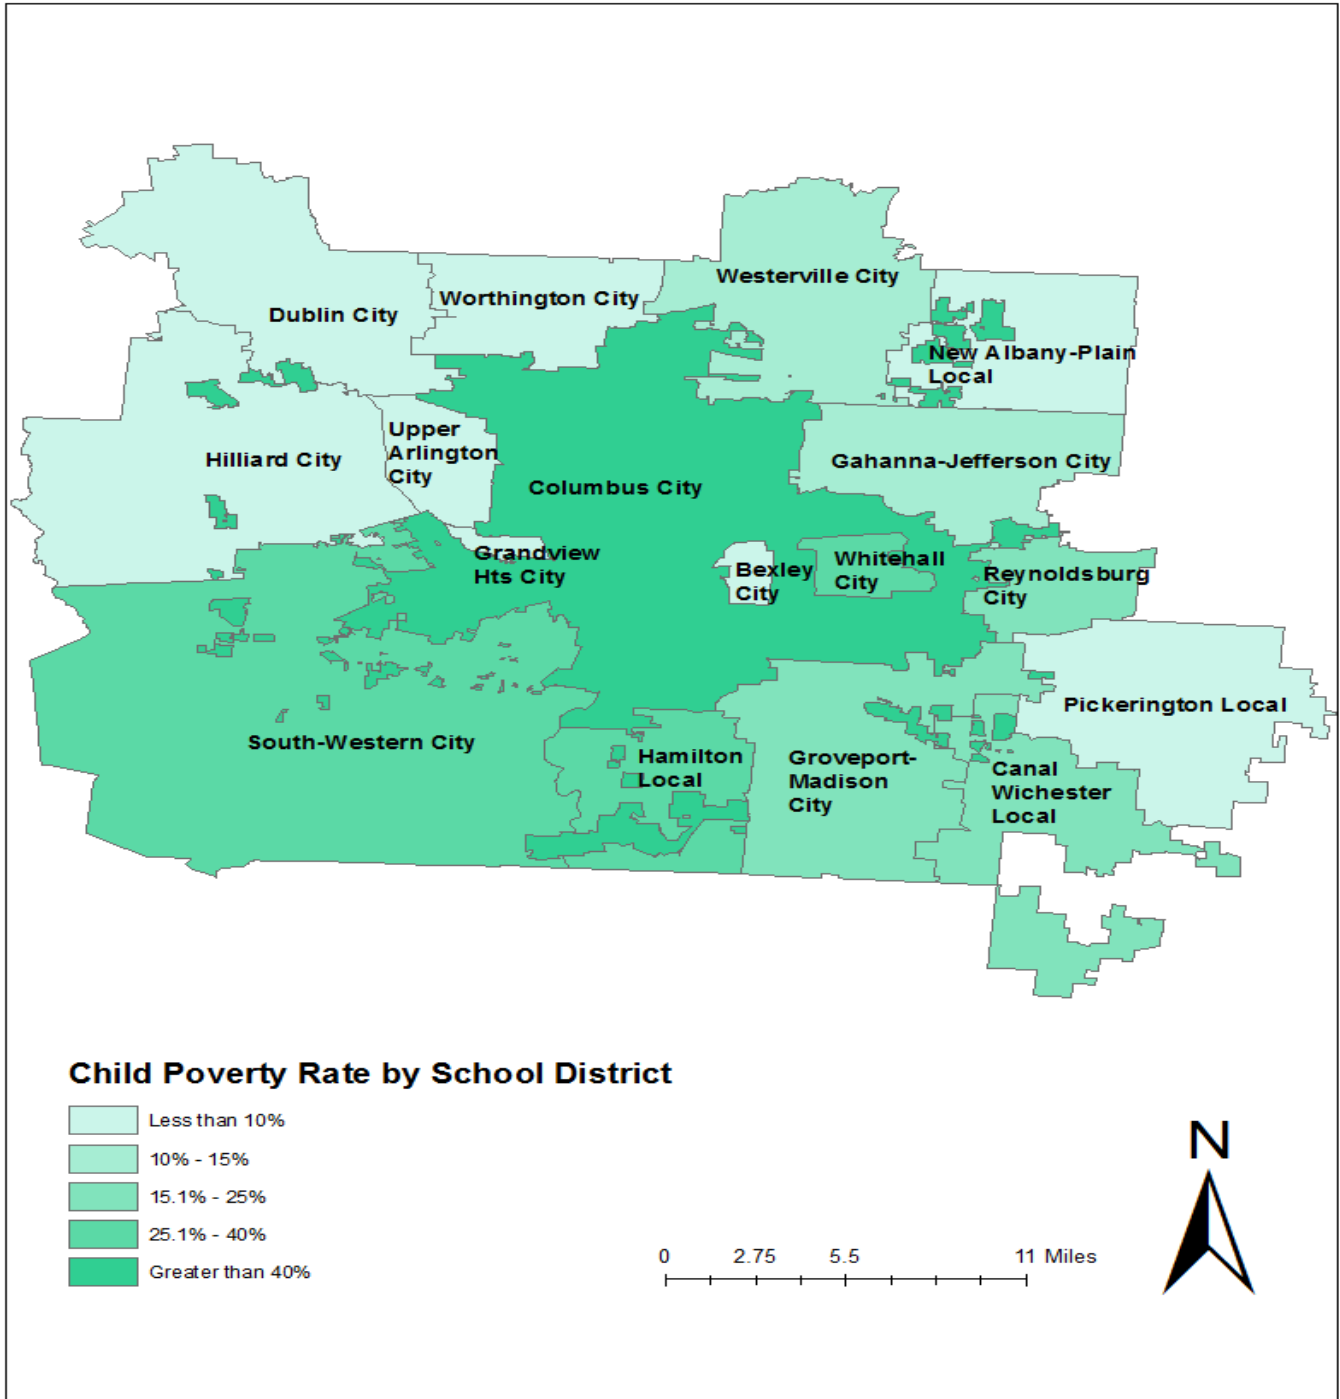 Westerville City
Worthington City
Dublin City
New Albany-Plain
Local
Upper
Arlington
City
Hilliard City
Gahanna-Jefferson City
Columbus City
Grandview
Hts City
Bexley
City
Whitehall
City
Reynoldsburg
City
Pickerington Local
South-Western City
Hamilton
Local
Groveport-
Madison
City
Canal
Wichester
Local
Child Poverty Rate by School District
Less than 10%
10% - 15%
15.1% - 25%
25.1% - 40%
Greater than 40%
0 2.75 5.5 11 Miles
N